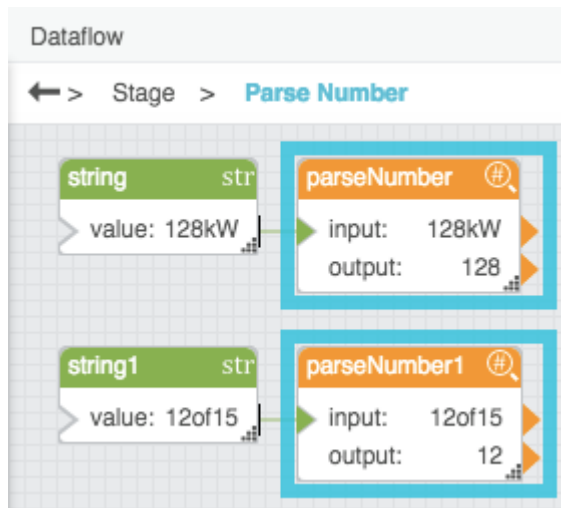 Dataflow
← > Stage > Parse Number
string str
value: 128kW
parseNumber #
input: 128kW
output: 128
string1 str
value: 12of15
parseNumber1 #
input: 12of15
output: 12